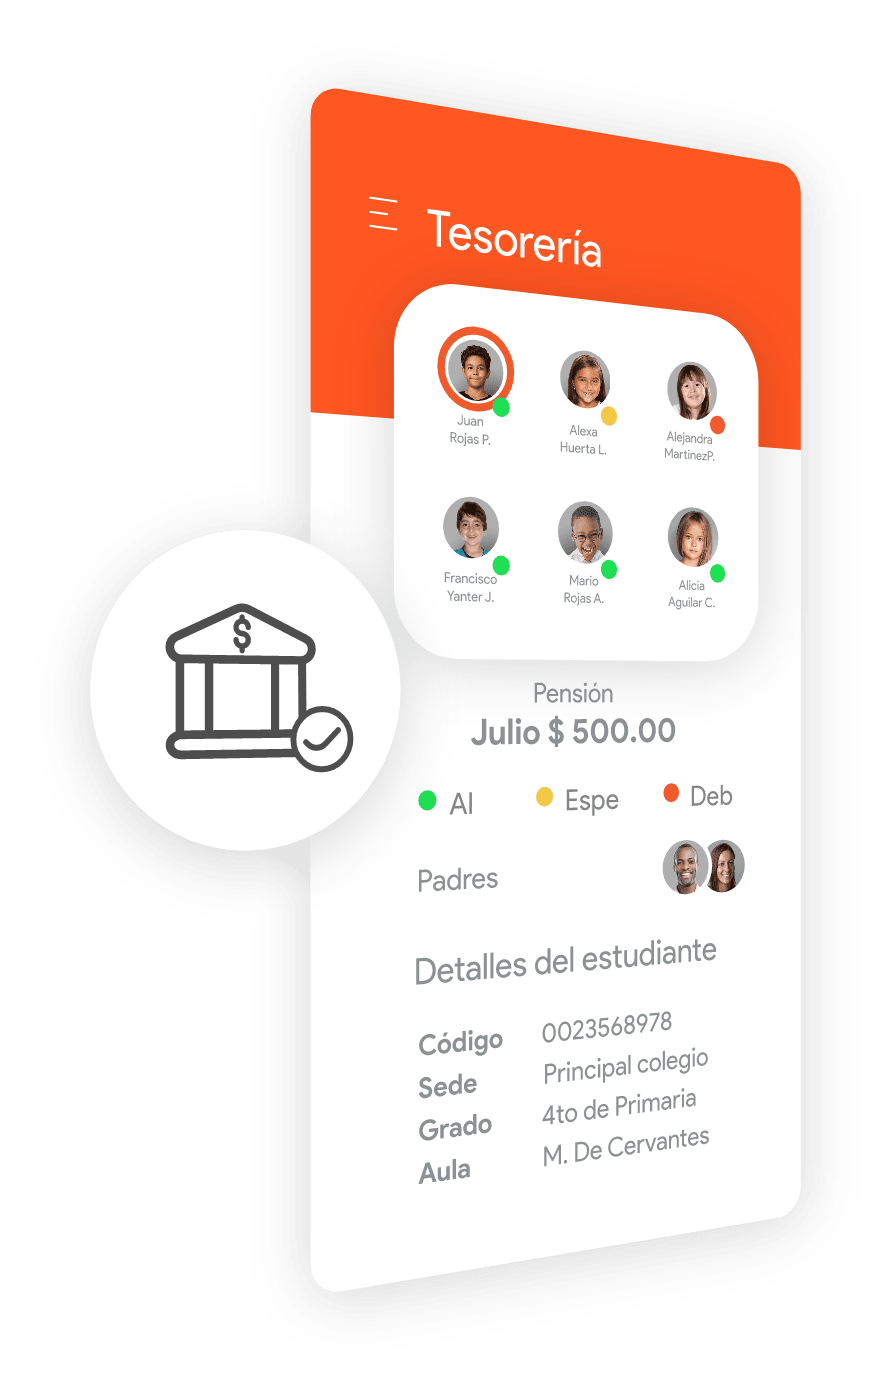 Tesorería
Juan
Rojas P.
Alexa
Huerta L.
Alejandra
MartinezP.
Francisco
Yanter J.
Mario
Rojas A.
Alicia
Aguilar C.
$
Pensión
Julio $ 500.00
Al
Espe
Deb
Padres
Detalles del estudiante
Código 0023568978
Sede Principal colegio
Grado 4to de Primaria
Aula M. De Cervantes